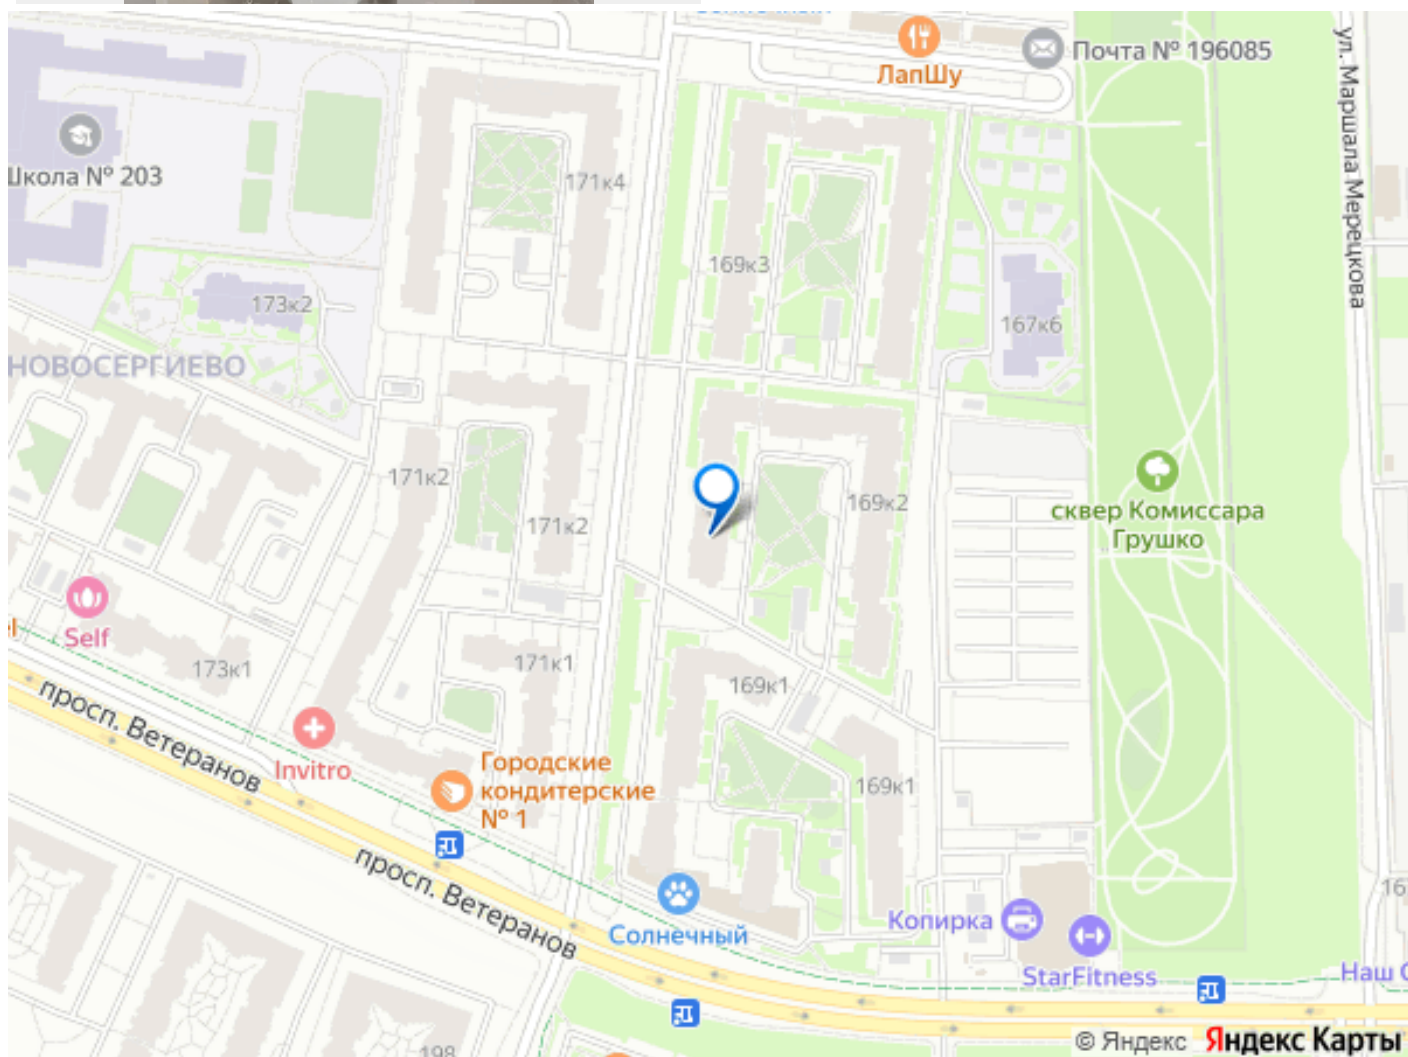 ЛапШу
Почта № 196085
ул. Маршала Мерецкова
Школа № 203
171к4
169к3
173к2
167к6
НОВОСЕРГИЕВО
171к2
171к2
169к2
сквер Комиссара
Грушко
Self
173к1
171к1
169к1
просп. Ветеранов
Invitro
Городские
кондитерские
№ 1
169к1
просп. Ветеранов
Солнечный
Копирка
StarFitness
Наш
198
© Яндекс
Яндекс Карты